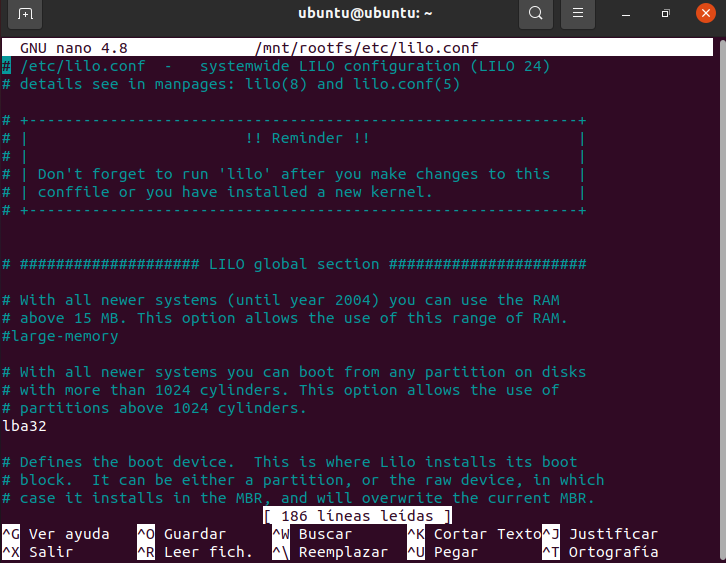 ubuntu@ubuntu: ~
GNU nano 4.8 /mnt/rootfs/etc/lilo.conf
# /etc/lilo.conf - systemwide LILO configuration (LILO 24)
# details see in manpages: lilo(8) and lilo.conf(5)
# +-------------------------------------------------------------+
# | !! Reminder !! |
# | |
# | Don't forget to run 'lilo' after you make changes to this |
# | conffile or you have installed a new kernel. |
# +-------------------------------------------------------------+
# #################### LILO global section ######################
# With all newer systems (until year 2004) you can use the RAM
# above 15 MB. This option allows the use of this range of RAM.
#large-memory
# With all newer systems you can boot from any partition on disks
# with more than 1024 cylinders. This option allows the use of
# partitions above 1024 cylinders.
lba32
# Defines the boot device.  This is where Lilo installs its boot
# block.  It can be either a partition, or the raw device, in which
# case it installs in the MBR, and will overwrite the current MBR.
[ 186 líneas leídas ]
^G Ver ayuda ^O Guardar ^W Buscar ^K Cortar Texto ^J Justificar
^X Salir ^R Leer fich. ^\ Reemplazar ^U Pegar ^T Ortografía